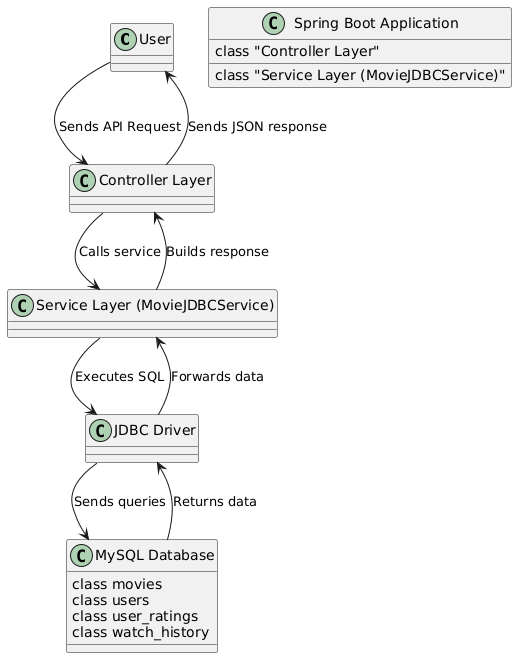 C User
C Spring Boot Application
class "Controller Layer"
class "Service Layer (MovieJDBCService)"
Sends API Request
Sends JSON response
C Controller Layer
Calls service
Builds response
C Service Layer (MovieJDBCService)
Executes SQL
Forwards data
C JDBC Driver
Sends queries
Returns data
C MySQL Database
class movies
class users
class user_ratings
class watch_history